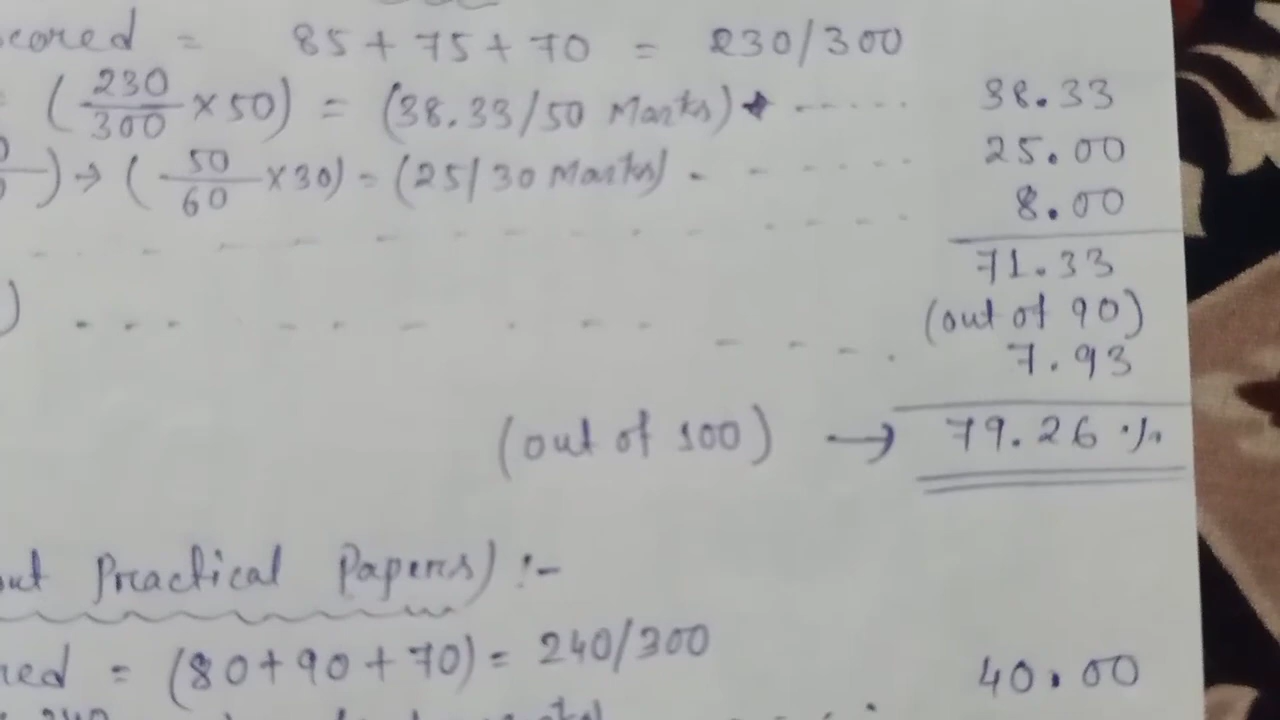 scored = 85 + 75 + 70 = 230/300
= (230/300 × 50) = (38.33/50 Marks) ----- 38.33
) → (50/60 × 30) = (25/30 Marks) - - - - - 25.00
8.00
71.33
) (out of 90)
7.93
(out of 100) → 79.26 %
Practical Papers) :-
= (80+90+70) = 240/300
40.00
240